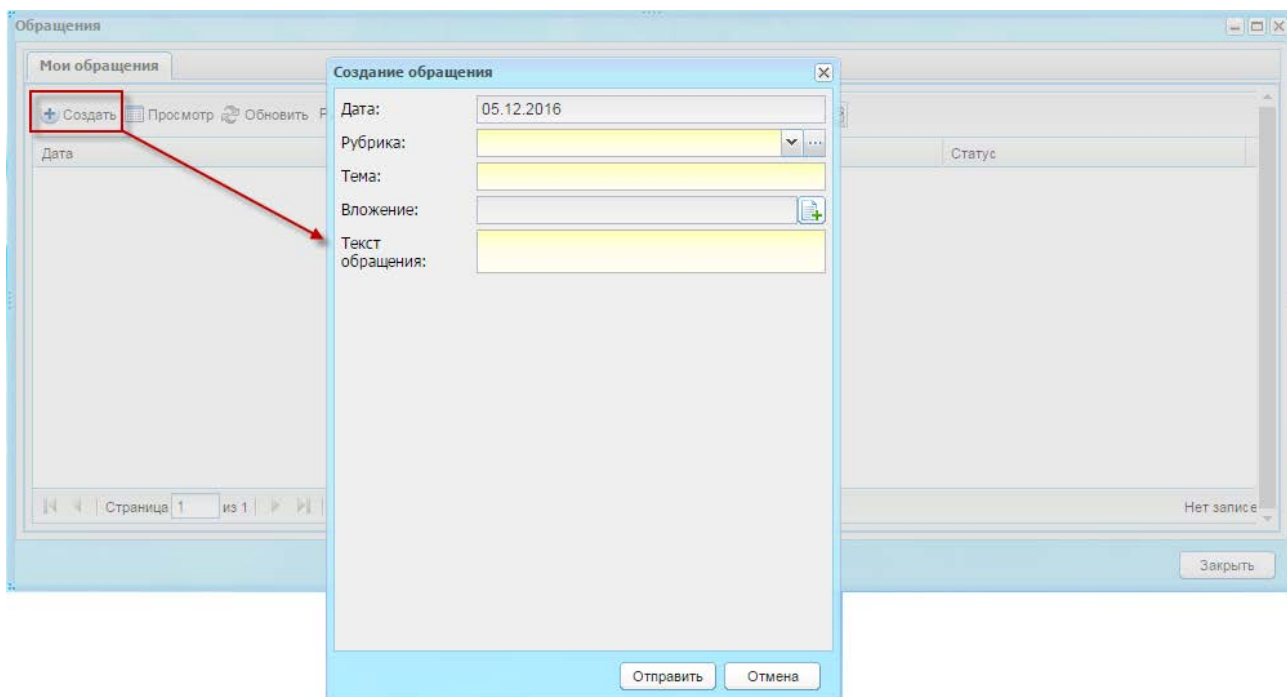 Обращения
Мои обращения
Создать Просмотр Обновить
Дата Статус
Страница 1 из 1
Нет записе
Закрыть
Создание обращения
Дата: 05.12.2016
Рубрика:
Тема:
Вложение:
Текст
обращения:
Отправить Отмена